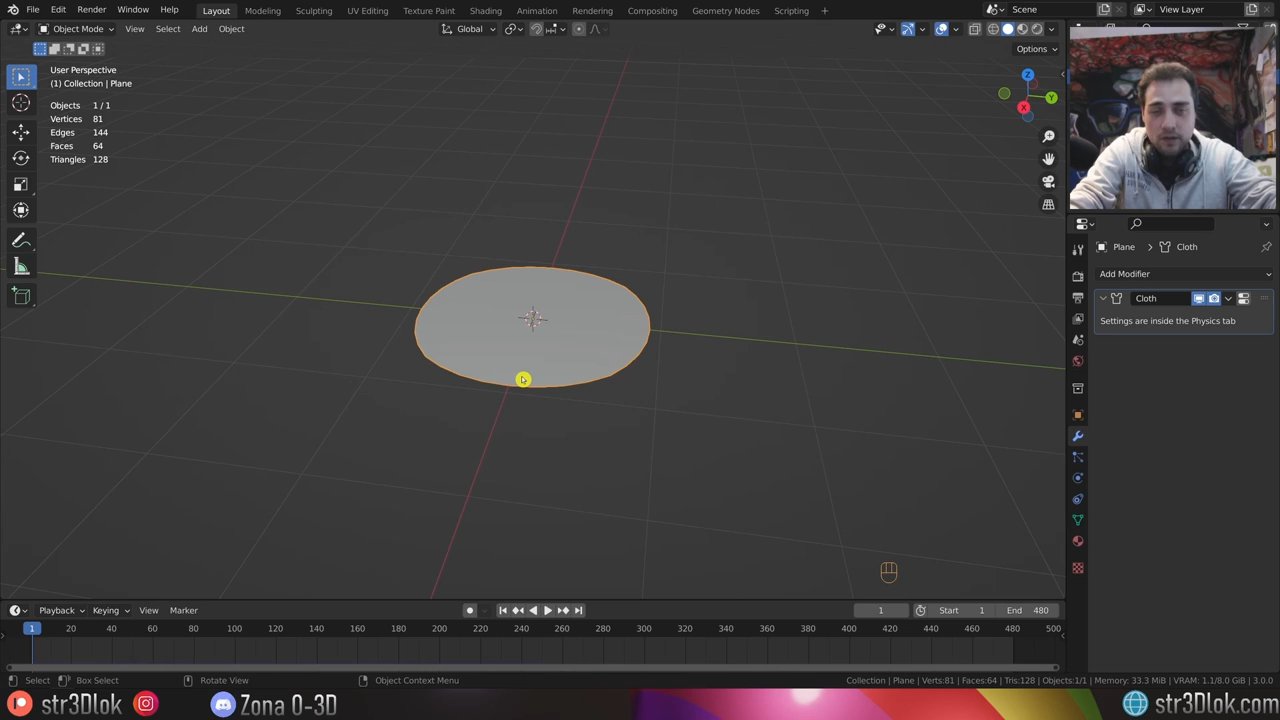 File Edit Render Window Help Layout Modeling Sculpting UV Editing Texture Paint Shading Animation Rendering Compositing Geometry Nodes Scripting + Scene View Layer
Object Mode View Select Add Object Global
Options
User Perspective
(1) Collection | Plane
Objects 1/1
Vertices 81
Edges 144
Faces 64
Triangles 128
Z
Y
X
Plane > Cloth
Add Modifier
Cloth
Settings are inside the Physics tab
Playback Keying View Marker 1 Start 1 End 480
1 20 40 60 80 100 120 140 160 180 200 220 240 260 280 300 320 340 360 380 400 420 440 460 480 500
Select Box Select Rotate View Object Context Menu Collection | Plane | Verts:81 | Faces:64 | Tris:128 | Objects:1/1 | Memory: 33.3 MiB | VRAM: 1.1/8.0 GiB | 3.0.0
str3Dlok Zona 0-3D str3Dlok.com